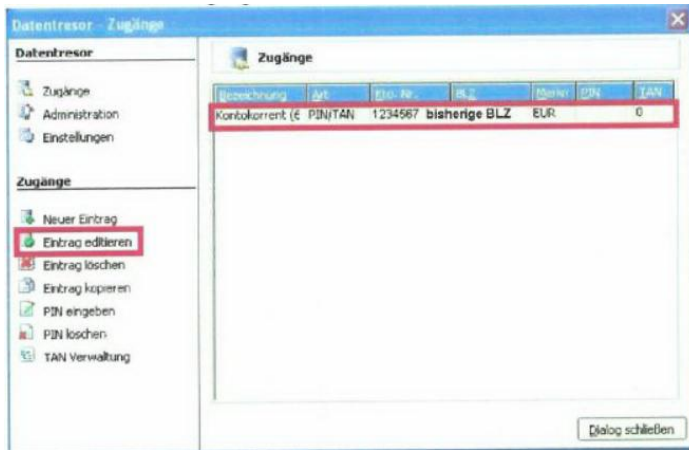 Datentresor - Zugänge
Datentresor
Zugänge
Administration
Einstellungen
Zugänge
Neuer Eintrag
Eintrag editieren
Eintrag löschen
Eintrag kopieren
PIN eingeben
PIN löschen
TAN Verwaltung
Zugänge
Bezeichnung Art Kto. Nr. BLZ PIN TAN
Kontokorrent (€ PIN/TAN 1234567 bisherige BLZ EUR 0
Dialog schließen